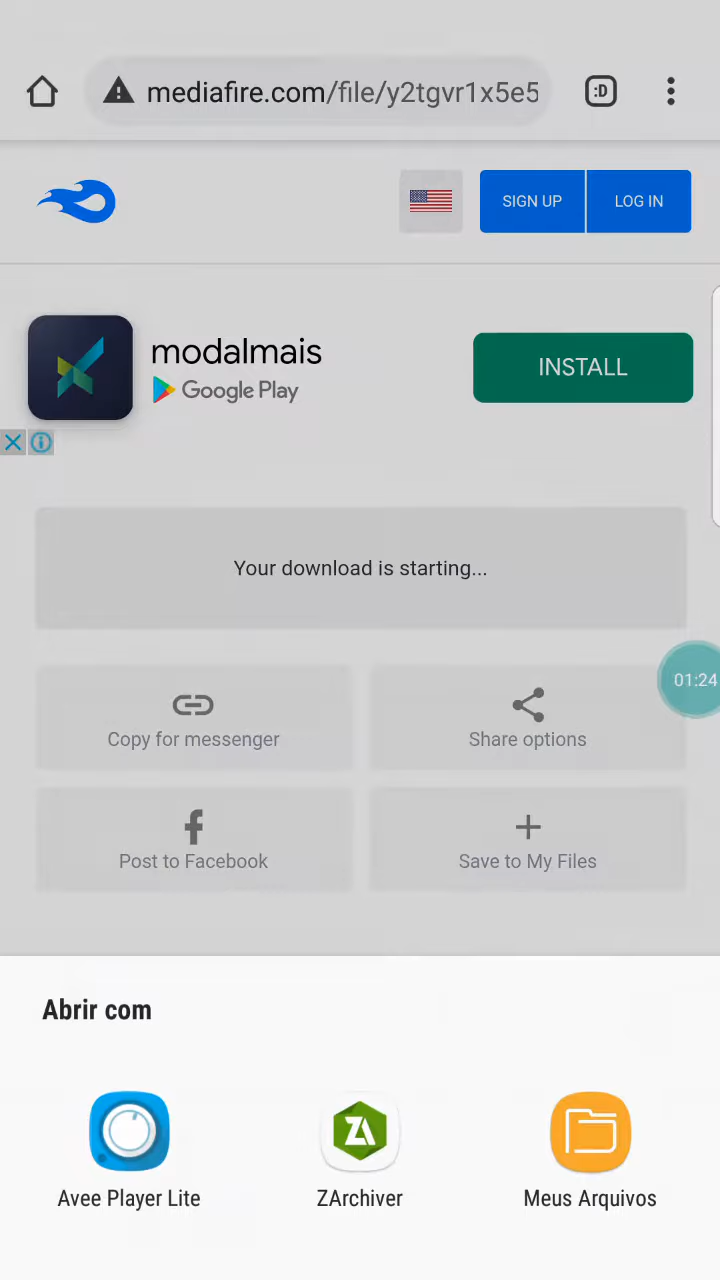 mediafire.com/file/y2tgvr1x5e5
:D
SIGN UP
LOG IN
modalmais
Google Play
INSTALL
Your download is starting...
01:24
Copy for messenger
Share options
Post to Facebook
Save to My Files
Abrir com
Avee Player Lite
ZArchiver
Meus Arquivos